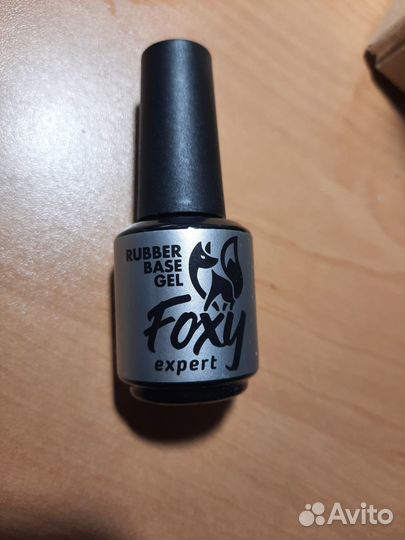 RUBBER
BASE
GEL
Foxy
expert
Avito